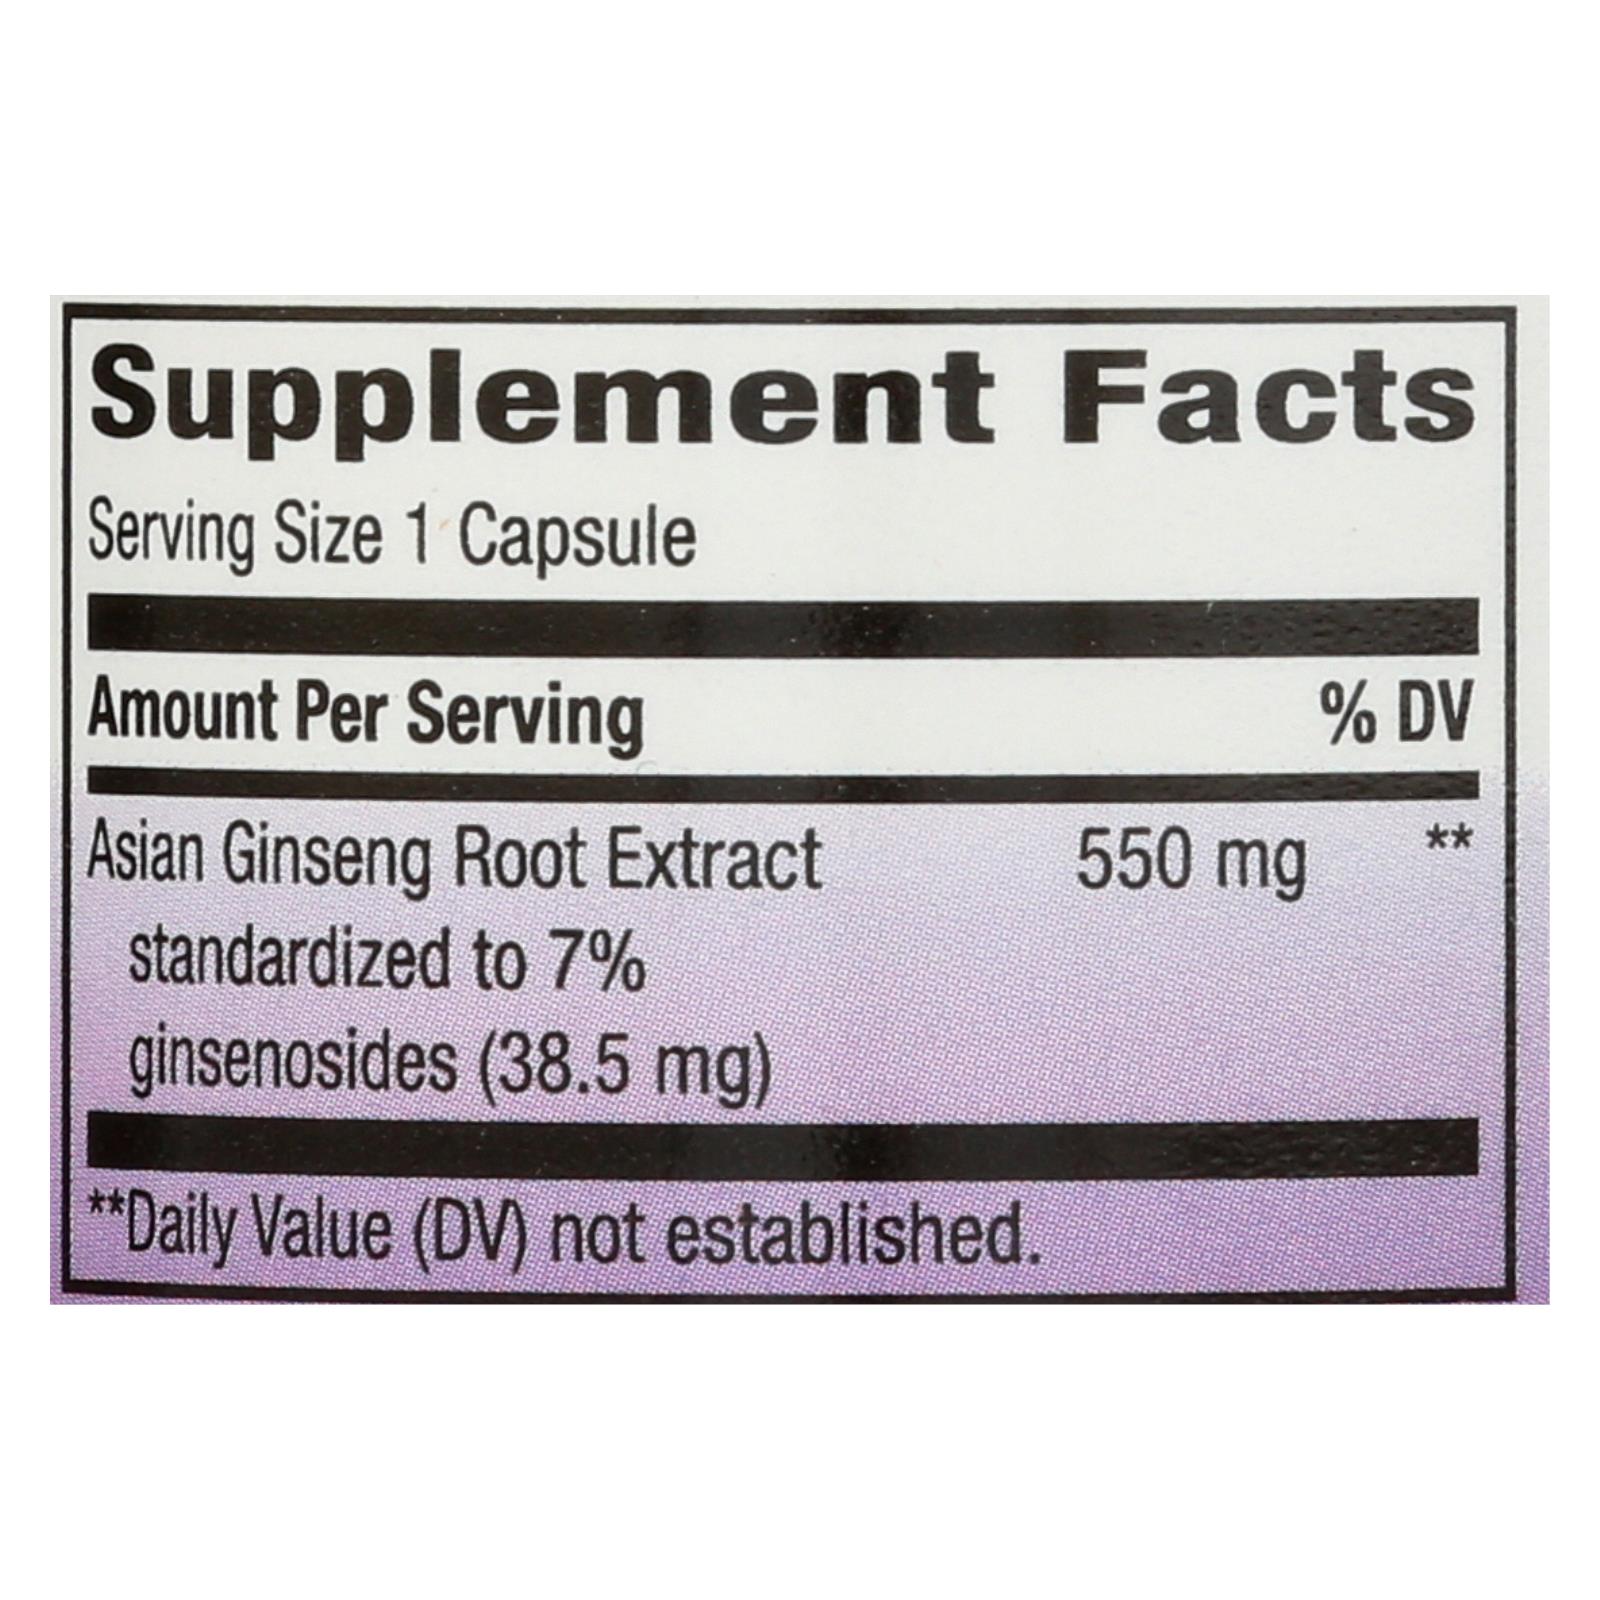 Supplement Facts
Serving Size 1 Capsule
Amount Per Serving % DV
Asian Ginseng Root Extract 550 mg **
standardized to 7%
ginsenosides (38.5 mg)
**Daily Value (DV) not established.